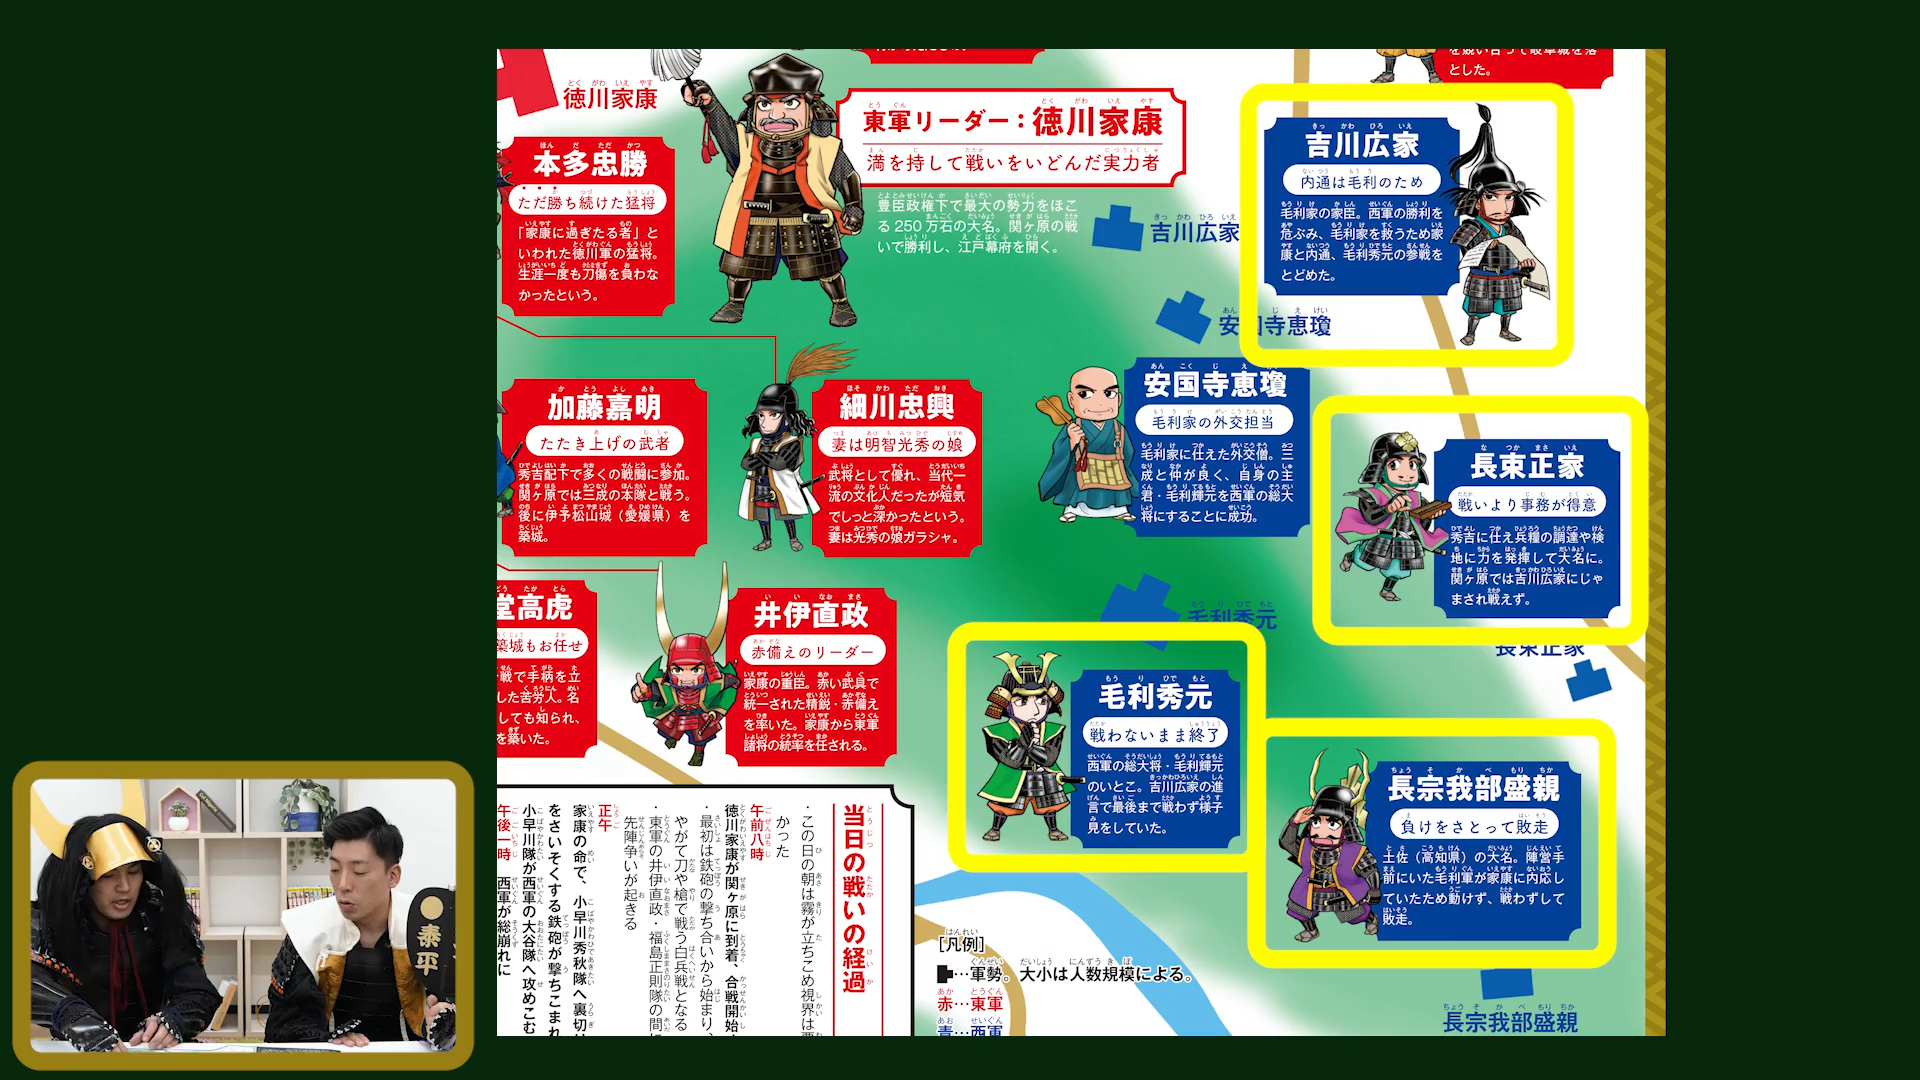 を競い合って岐阜城を落
とした。
徳川家康
東軍リーダー：徳川家康
満を持して戦いをいどんだ実力者
豊臣政権下で最大の勢力をほこ
る250万石の大名。関ヶ原の戦
いで勝利し、江戸幕府を開く。
本多忠勝
ただ勝ち続けた猛将
「家康に過ぎたる者」と
いわれた徳川軍の猛将。
生涯一度も刀傷を負わな
かったという。
吉川広家
吉川広家
内通は毛利のため
毛利家の家臣。西軍の勝利を
危ぶみ、毛利家を救うため家
康と内通、毛利秀元の参戦を
とどめた。
安国寺恵瓊
加藤嘉明
たたき上げの武者
秀吉配下で多くの戦闘に参加。
関ヶ原では三成の本隊と戦う。
後に伊予松山城（愛媛県）を
築城。
細川忠興
妻は明智光秀の娘
武将として優れ、当代一
流の文化人だったが短気
でしっと深かったという。
妻は光秀の娘ガラシャ。
安国寺恵瓊
毛利家の外交担当
毛利家に仕えた外交僧。三
成と仲が良く、自身の主
君・毛利輝元を西軍の総大
将にすることに成功。
長束正家
戦いより事務が得意
秀吉に仕え兵糧の調達や検
地に力を発揮して大名に。
関ヶ原では吉川広家にじゃ
まされ戦えず。
長束正家
堂高虎
築城もお任せ
戦で手柄を立
した苦労人。名
しても知られ、
を築いた。
井伊直政
赤備えのリーダー
家康の重臣。赤い武具で
統一された精鋭・赤備え
を率いた。家康から東軍
諸将の統率を任される。
毛利秀元
毛利秀元
戦わないまま終了
西軍の総大将・毛利輝元
のいとこ。吉川広家の進
言で最後まで戦わず様子
見をしていた。
長宗我部盛親
負けをさとって敗走
土佐（高知県）の大名。陣営手
前にいた毛利軍が家康に内応し
ていたため動けず、戦わずして
敗走。
長宗我部盛親
当日の戦いの経過
・この日の朝は霧が立ちこめ視界は
かった
午前八時
徳川家康が関ヶ原に到着、合戦開始
・最初は鉄砲の撃ち合いから始まり、
やがて刀や槍で戦う白兵戦となる
・東軍の井伊直政・福島正則隊の間
先陣争いが起きる
正午
家康の命で、小早川秀秋隊へ裏切
をさいそくする鉄砲が撃ちこまれ
小早川隊が西軍の大谷隊へ攻めこむ
午後一時　西軍が総崩れに
［凡例］
…軍勢。大小は人数規模による。
赤…東軍
青…西軍
泰平